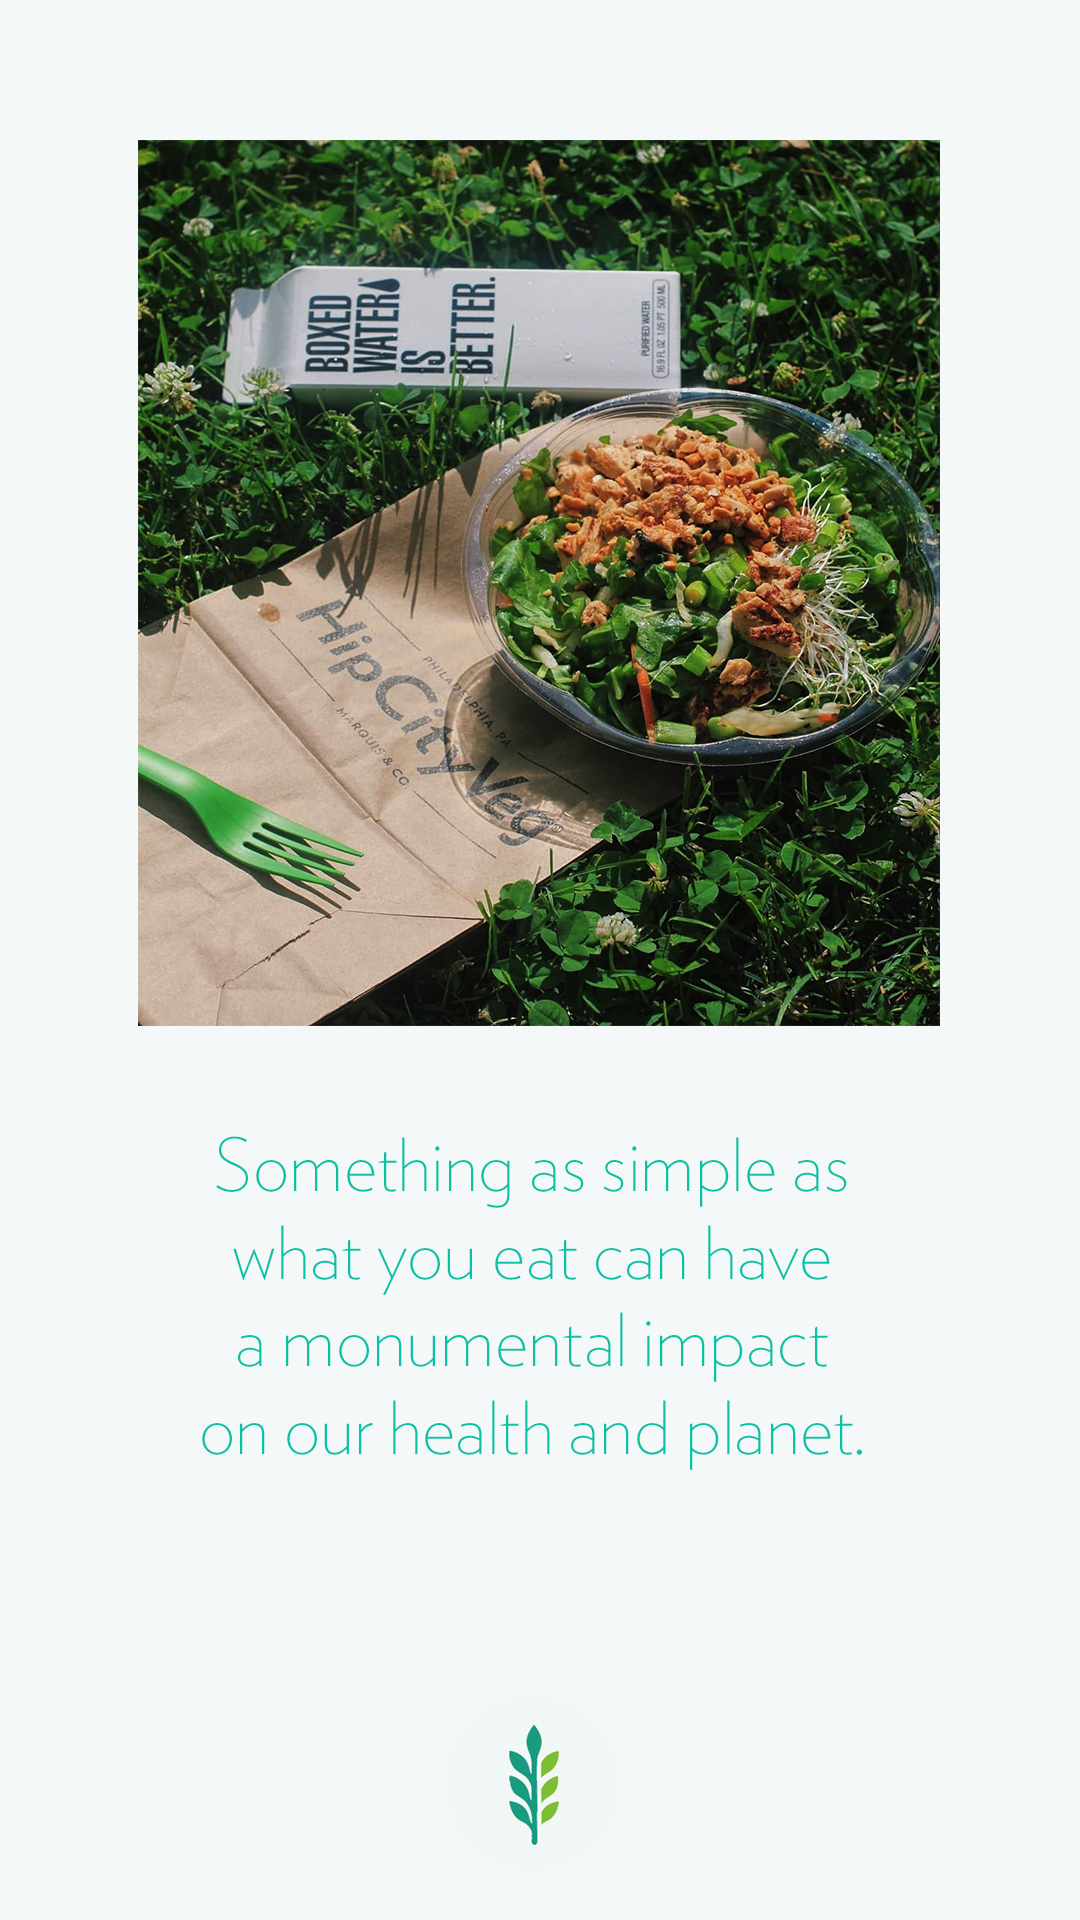 BOXED
WATER
IS
BETTER.
PURIFIED WATER
16.9 FL OZ 1.05 PT 500 ML
PHILADELPHIA, PA
HipCityVeg®
MARQUIS & CO
Something as simple as
what you eat can have
a monumental impact
on our health and planet.